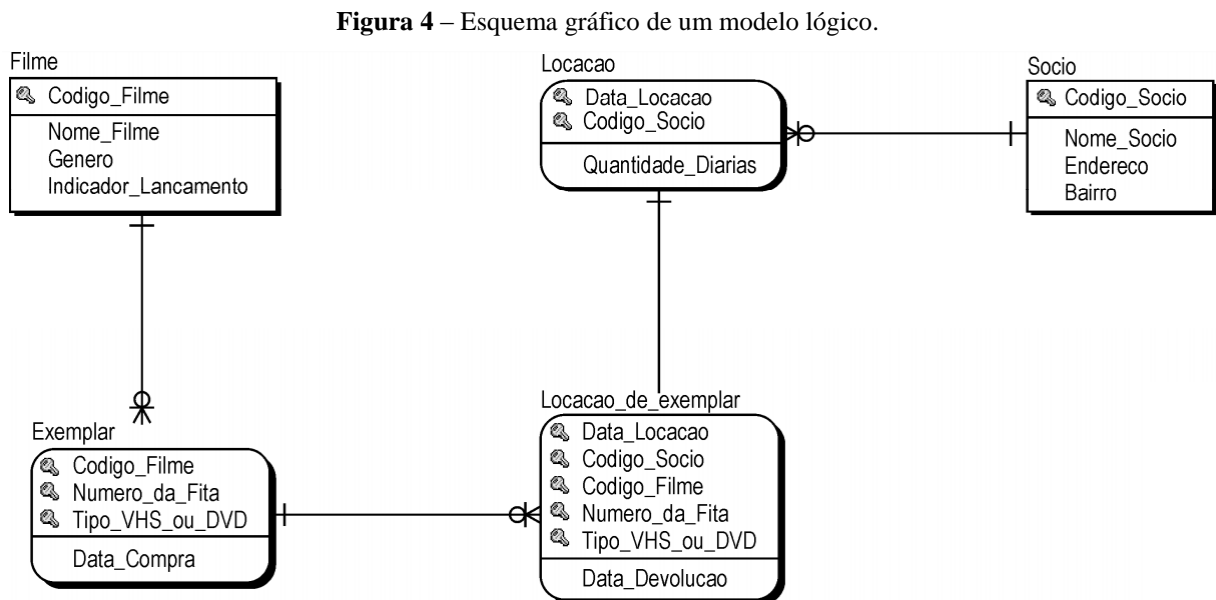 Figura 4 – Esquema gráfico de um modelo lógico.
Filme
Codigo_Filme
Nome_Filme
Genero
Indicador_Lancamento
Locacao
Data_Locacao
Codigo_Socio
Quantidade_Diarias
Socio
Codigo_Socio
Nome_Socio
Endereco
Bairro
Exemplar
Codigo_Filme
Numero_da_Fita
Tipo_VHS_ou_DVD
Data_Compra
Locacao_de_exemplar
Data_Locacao
Codigo_Socio
Codigo_Filme
Numero_da_Fita
Tipo_VHS_ou_DVD
Data_Devolucao